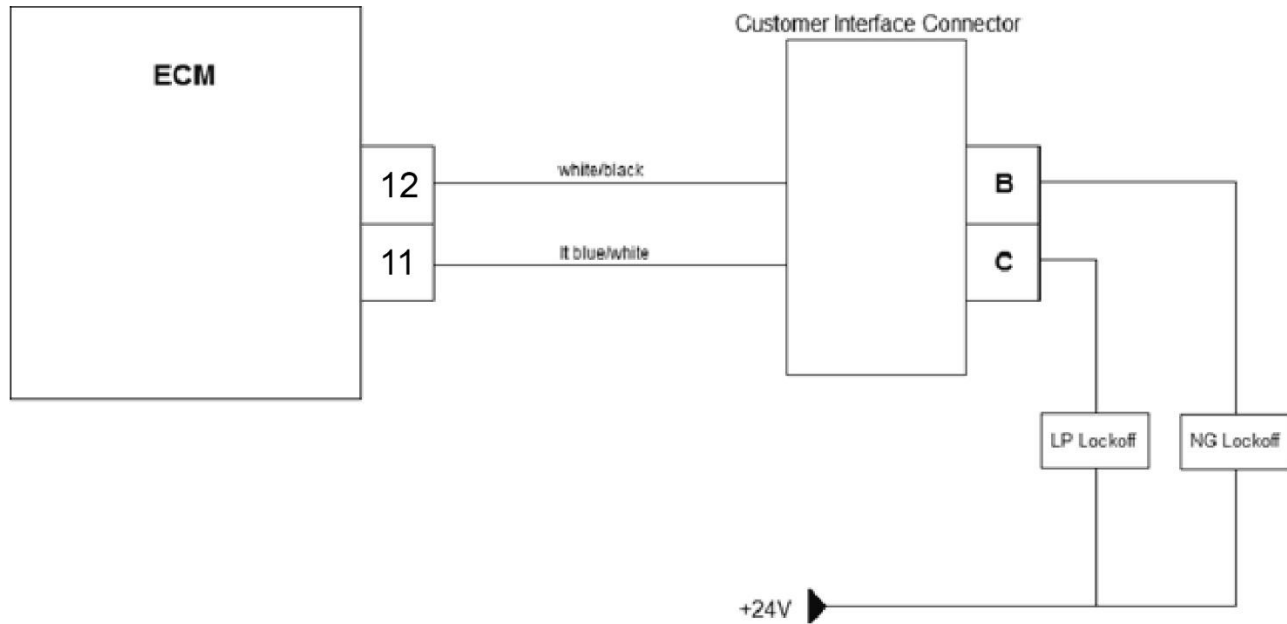 Customer Interface Connector
ECM
12
white/black
B
11
lt blue/white
C
LP Lockoff
NG Lockoff
+24V